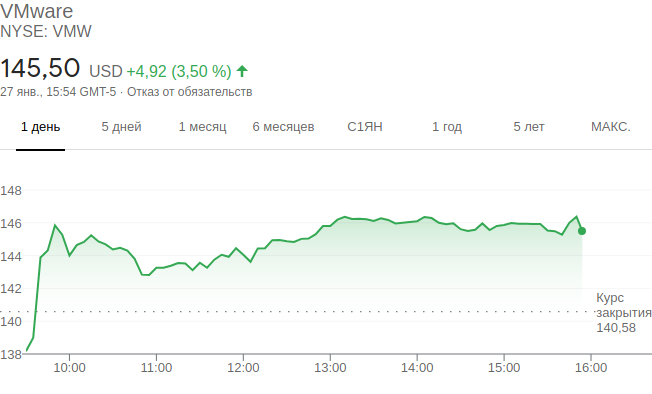 VMware
NYSE: VMW
145,50 USD +4,92 (3,50 %)
27 янв., 15:54 GMT-5 · Отказ от обязательств
1 день 5 дней 1 месяц 6 месяцев С1ЯН 1 год 5 лет МАКС.
148
146
144
142
Курс
закрытия
140,58
140
138
10:00 11:00 12:00 13:00 14:00 15:00 16:00